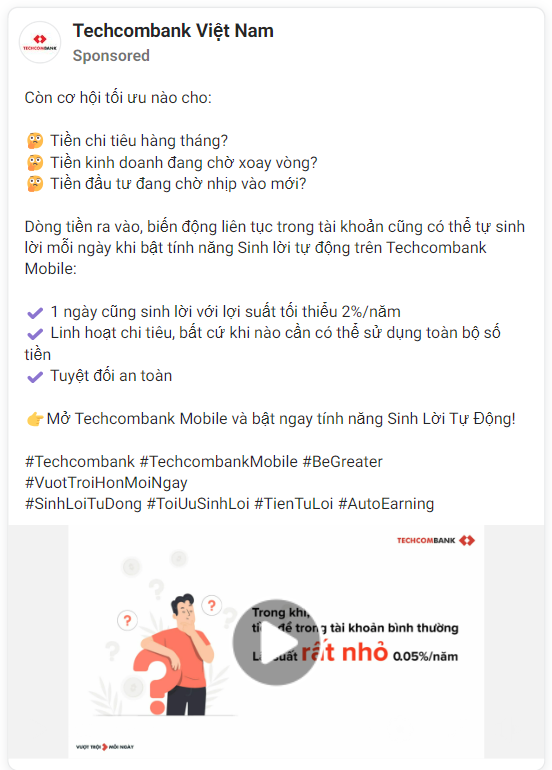 Techcombank Việt Nam
TECHCOMBANK
Sponsored
Còn cơ hội tối ưu nào cho:
🤔 Tiền chi tiêu hàng tháng?
🤔 Tiền kinh doanh đang chờ xoay vòng?
🤔 Tiền đầu tư đang chờ nhịp vào mới?
Dòng tiền ra vào, biến động liên tục trong tài khoản cũng có thể tự sinh
lời mỗi ngày khi bật tính năng Sinh lời tự động trên Techcombank
Mobile:
✔ 1 ngày cũng sinh lời với lợi suất tối thiểu 2%/năm
✔ Linh hoạt chi tiêu, bất cứ khi nào cần có thể sử dụng toàn bộ số
tiền
✔ Tuyệt đối an toàn
👉 Mở Techcombank Mobile và bật ngay tính năng Sinh Lời Tự Động!
#Techcombank #TechcombankMobile #BeGreater
#VuotTroiHonMoiNgay
#SinhLoiTuDong #ToiUuSinhLoi #TienTuLoi #AutoEarning
TECHCOMBANK
? ? ? ? ? ?
Trong khi,
để trong tài khoản bình thường
rất nhỏ 0.05%/năm
VƯỢT TRỘI MỖI NGÀY